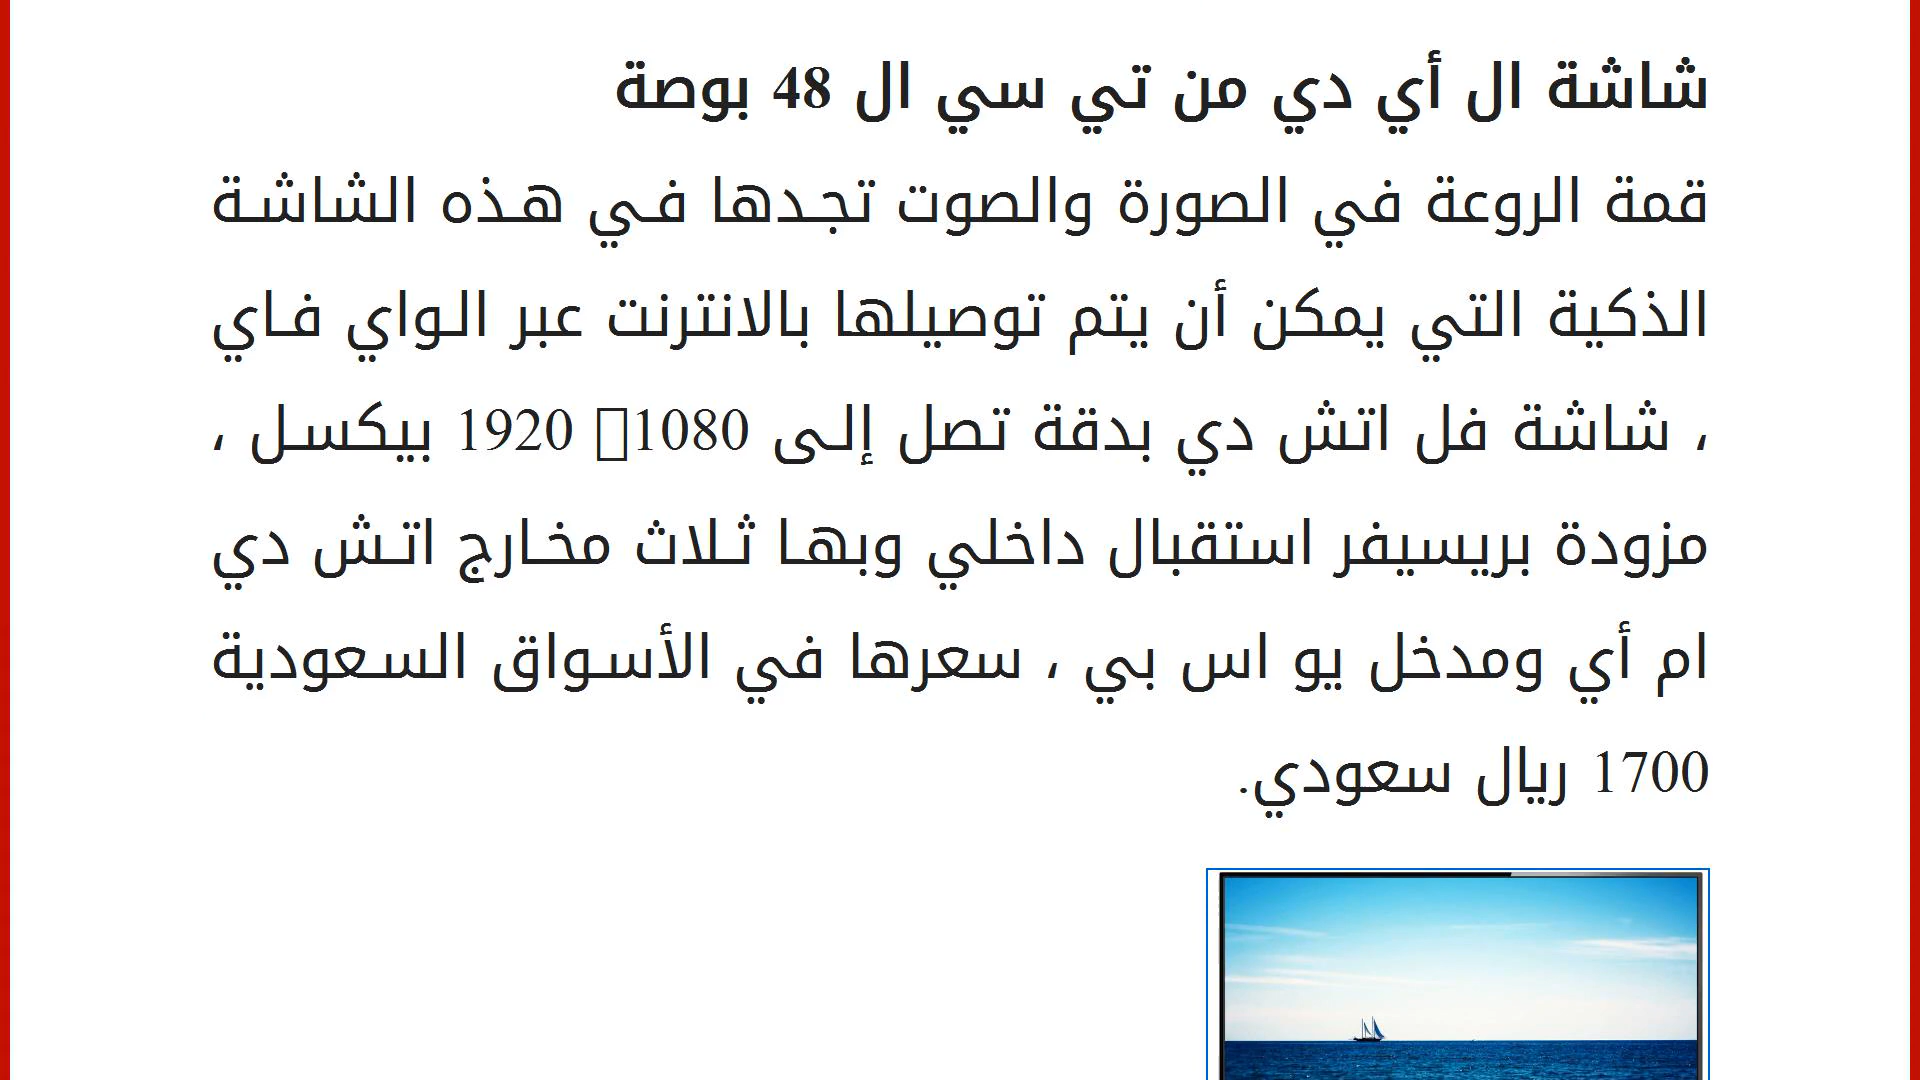 شاشة ال أي دي من تي سي ال 48 بوصة
قمة الروعة في الصورة والصوت تجدها في هذه الشاشة
الذكية التي يمكن أن يتم توصيلها بالانترنت عبر الواي فاي
، شاشة فل اتش دي بدقة تصل إلى 1080 1920 بيكسل ،
مزودة بريسيفر استقبال داخلي وبها ثلاث مخارج اتش دي
ام أي ومدخل يو اس بي ، سعرها في الأسواق السعودية
1700 ريال سعودي.